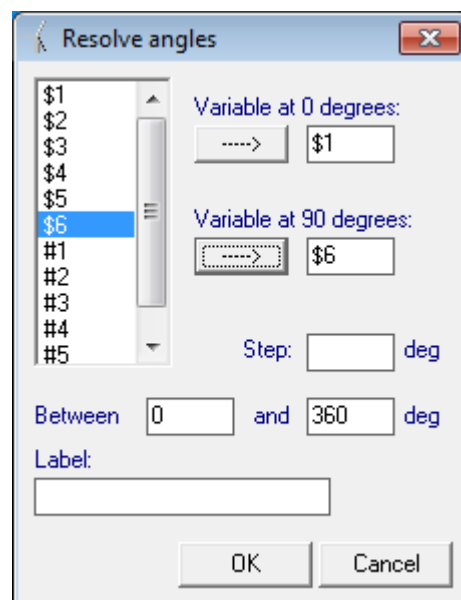 Resolve angles
$1
$2
$3
$4
$5
$6
#1
#2
#3
#4
#5
Variable at 0 degrees:
-----> $1
Variable at 90 degrees:
-----> $6
Step: deg
Between 0 and 360 deg
Label:
OK Cancel